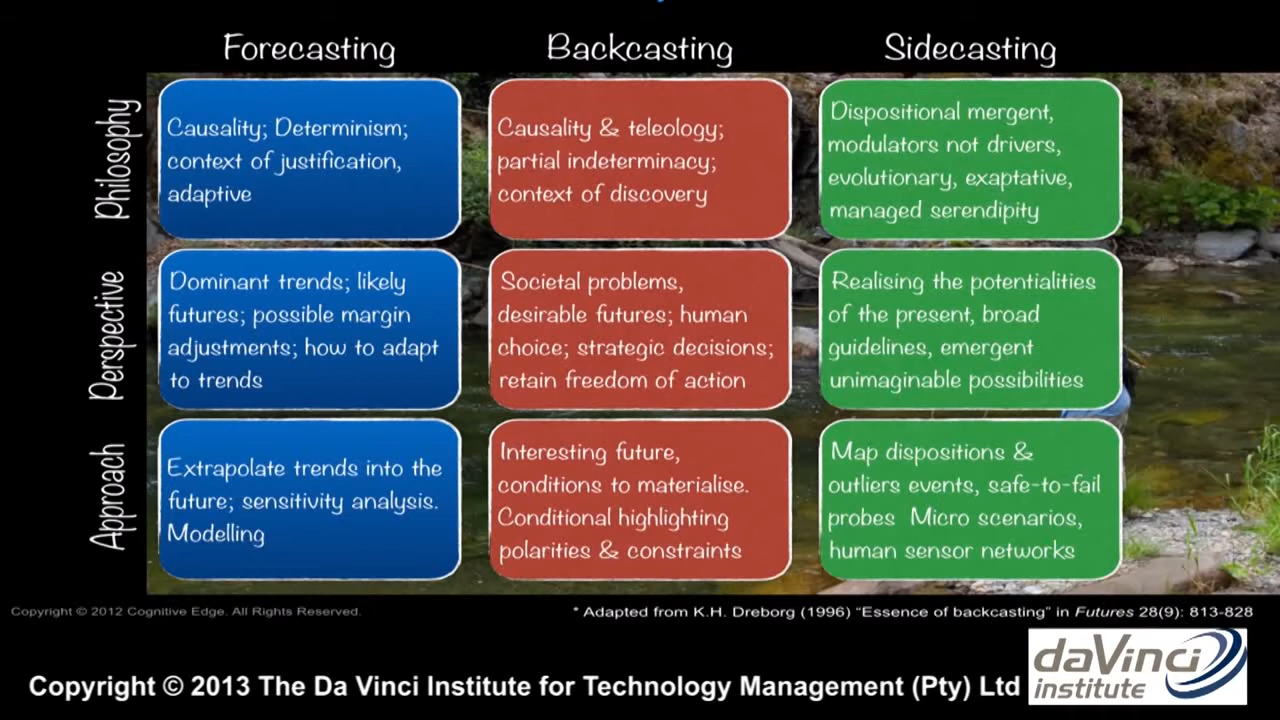 Forecasting
Backcasting
Sidecasting
Philosophy
Causality; Determinism;
context of justification,
adaptive
Causality & teleology;
partial indeterminacy;
context of discovery
Dispositional mergent,
modulators not drivers,
evolutionary, exaptative,
managed serendipity
Perspective
Dominant trends; likely
futures; possible margin
adjustments; how to adapt
to trends
Societal problems,
desirable futures; human
choice; strategic decisions;
retain freedom of action
Realising the potentialities
of the present, broad
guidelines, emergent
unimaginable possibilities
Approach
Extrapolate trends into the
future; sensitivity analysis.
Modelling
Interesting future,
conditions to materialise.
Conditional highlighting
polarities & constraints
Map dispositions &
outliers events, safe-to-fail
probes Micro scenarios,
human sensor networks
Copyright © 2012 Cognitive Edge. All Rights Reserved.
* Adapted from K.H. Dreborg (1996) “Essence of backcasting” in Futures 28(9): 813-828
Copyright © 2013 The Da Vinci Institute for Technology Management (Pty) Ltd
daVinci
institute